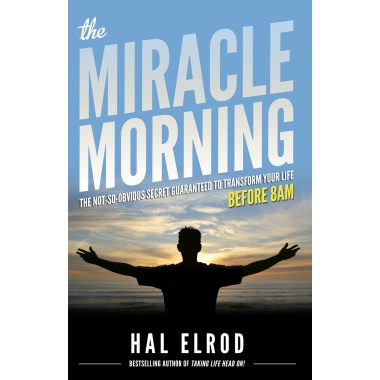 the
MIRACLE
MORNING
THE NOT-SO-OBVIOUS SECRET GUARANTEED TO TRANSFORM YOUR LIFE
BEFORE 8AM
HAL ELROD
BESTSELLING AUTHOR OF TAKING LIFE HEAD ON!